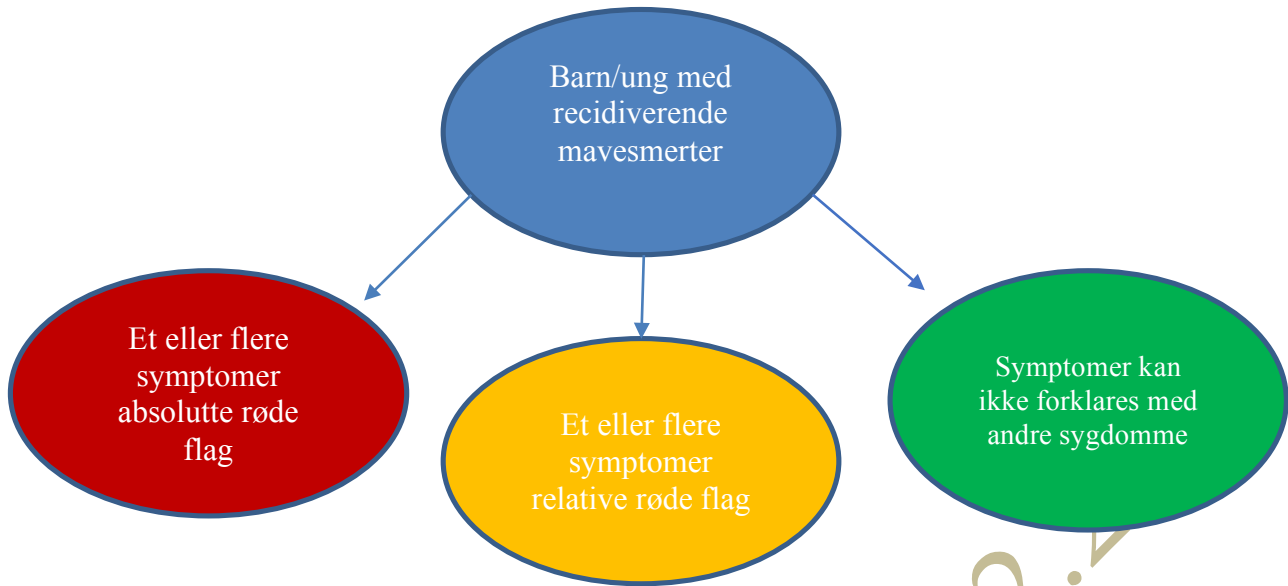 Barn/ung med
recidiverende
mavesmerter
Et eller flere
symptomer
absolutte røde
flag
Et eller flere
symptomer
relative røde flag
Symptomer kan
ikke forklares med
andre sygdomme